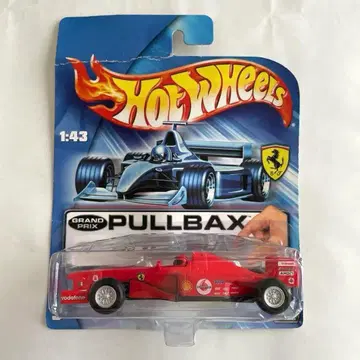 HOT WHEELS
1:43
GRAND PRIX PULLBAX
vodafone